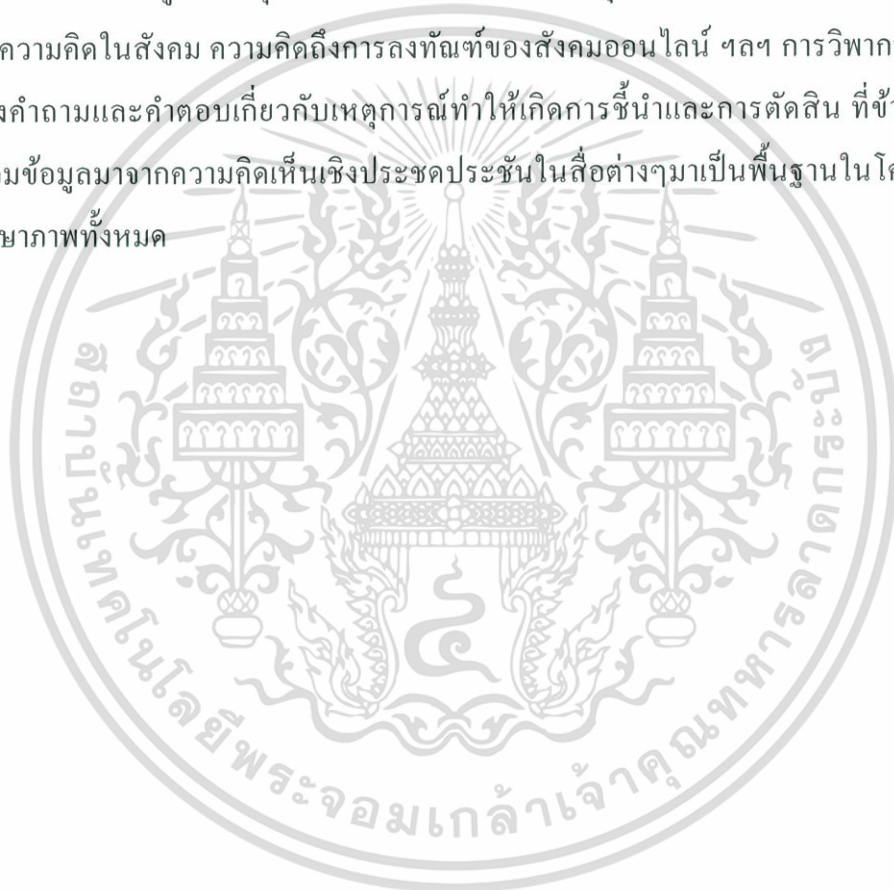 ความคิดในสังคม ความคิดถึงการลงทัณฑ์ของสังคมออนไลน์ ฯลฯ การวิพาก
คำถามและคำตอบเกี่ยวกับเหตุการณ์ทำให้เกิดการชี้นำและการตัดสิน ที่
ข้อมูลมาจากความคิดเห็นเชิงประชดประชันในสื่อต่างๆมาเป็นพื้นฐานใน
ภาพทั้งหมด
สถาบันเทคโนโลยีพระจอมเกล้าเจ้าคุณทหารลาดกระบัง
๔